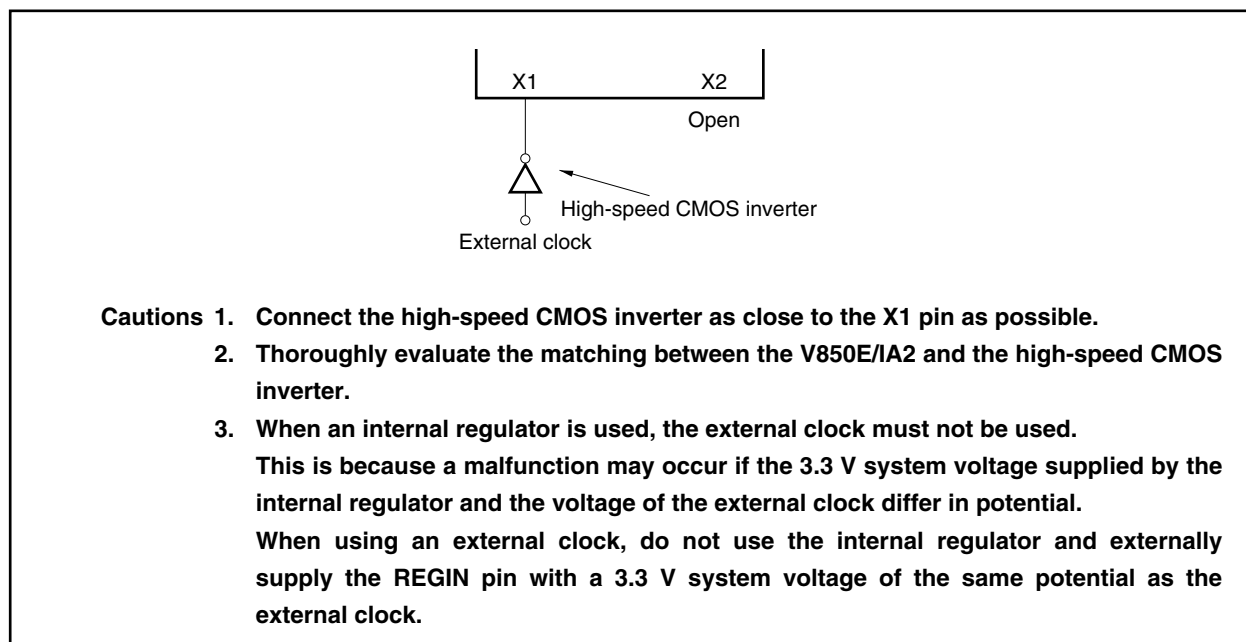 X1 X2
Open
High-speed CMOS inverter
External clock
Cautions 1. Connect the high-speed CMOS inverter as close to the X1 pin as possible.
2. Thoroughly evaluate the matching between the V850E/IA2 and the high-speed CMOS
inverter.
3. When an internal regulator is used, the external clock must not be used.
This is because a malfunction may occur if the 3.3 V system voltage supplied by the
internal regulator and the voltage of the external clock differ in potential.
When using an external clock, do not use the internal regulator and externally
supply the REGIN pin with a 3.3 V system voltage of the same potential as the
external clock.